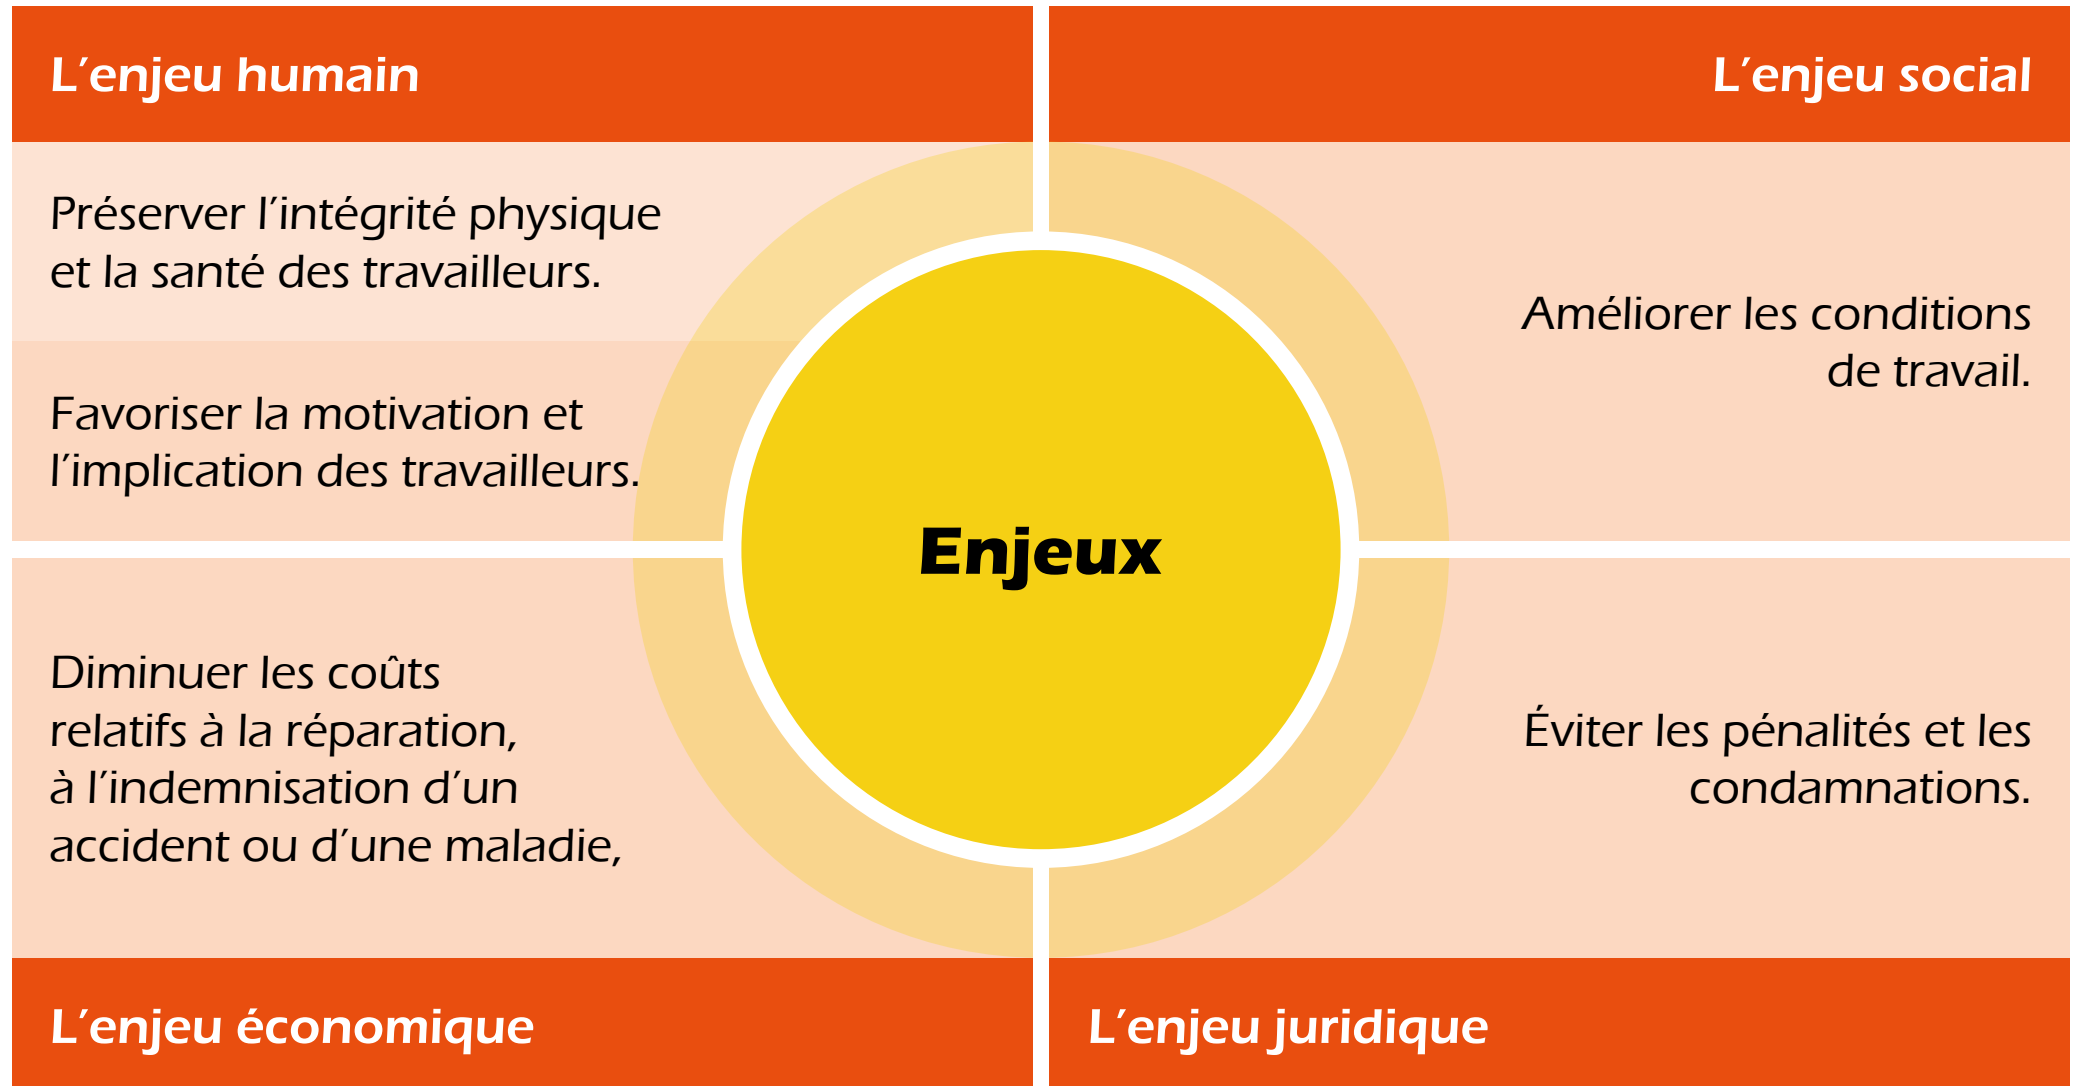 L’enjeu humain
L’enjeu social
Préserver l’intégrité physique
et la santé des travailleurs.
Favoriser la motivation et
l’implication des travailleurs.
Améliorer les conditions
de travail.
Enjeux
Diminuer les coûts
relatifs à la réparation,
à l’indemnisation d’un
accident ou d’une maladie,
Éviter les pénalités et les
condamnations.
L’enjeu économique
L’enjeu juridique